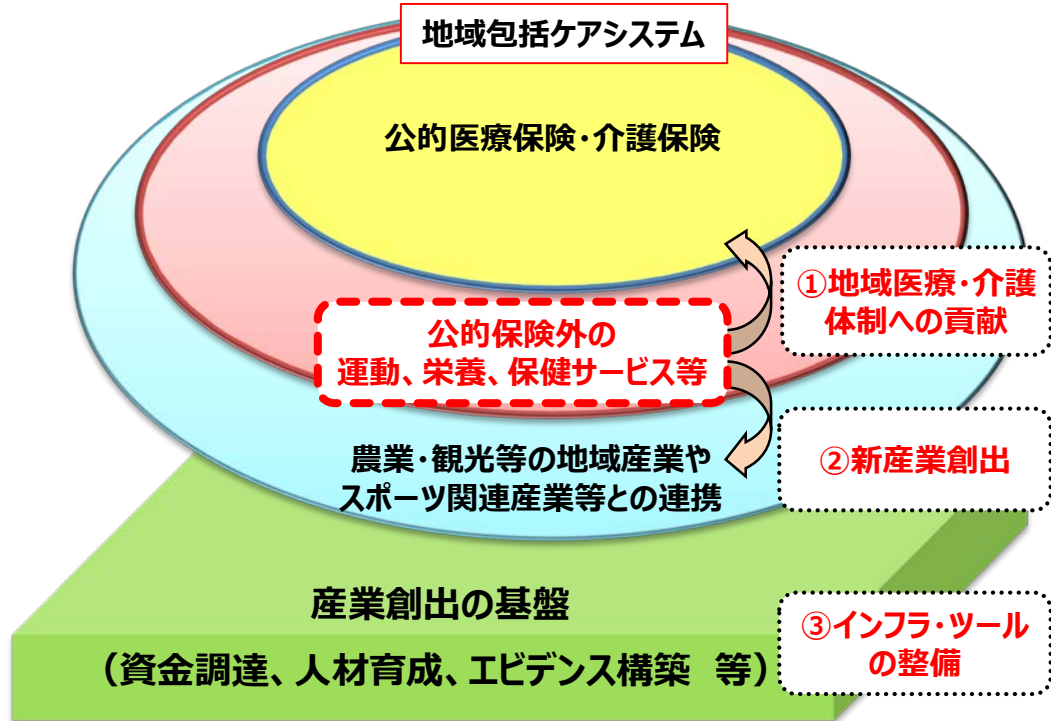 地域包括ケアシステム
公的医療保険・介護保険
①地域医療・介護
体制への貢献
公的保険外の
運動、栄養、保健サービス等
②新産業創出
農業・観光等の地域産業や
スポーツ関連産業等との連携
産業創出の基盤
（資金調達、人材育成、エビデンス構築　等）
③インフラ・ツール
の整備